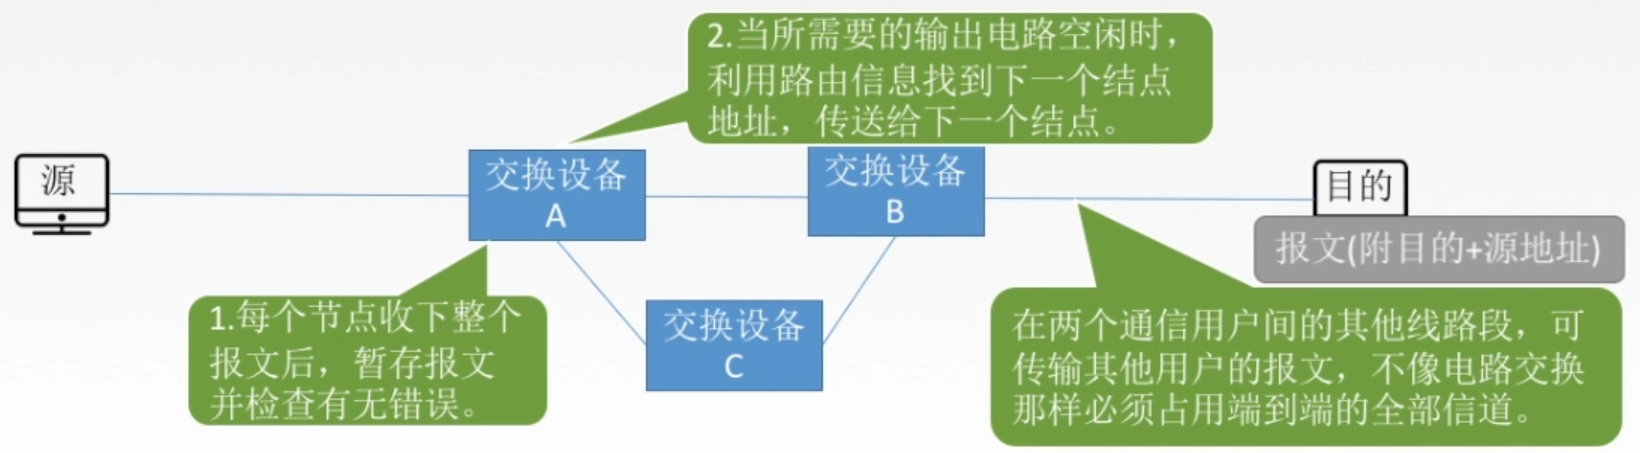 2.当所需要的输出电路空闲时，
利用路由信息找到下一个结点
地址，传送给下一个结点。
源
交换设备
A
交换设备
B
目的
报文(附目的+源地址)
1.每个节点收下整个
报文后，暂存报文
并检查有无错误。
交换设备
C
在两个通信用户间的其他线路段，可
传输其他用户的报文，不像电路交换
那样必须占用端到端的全部信道。